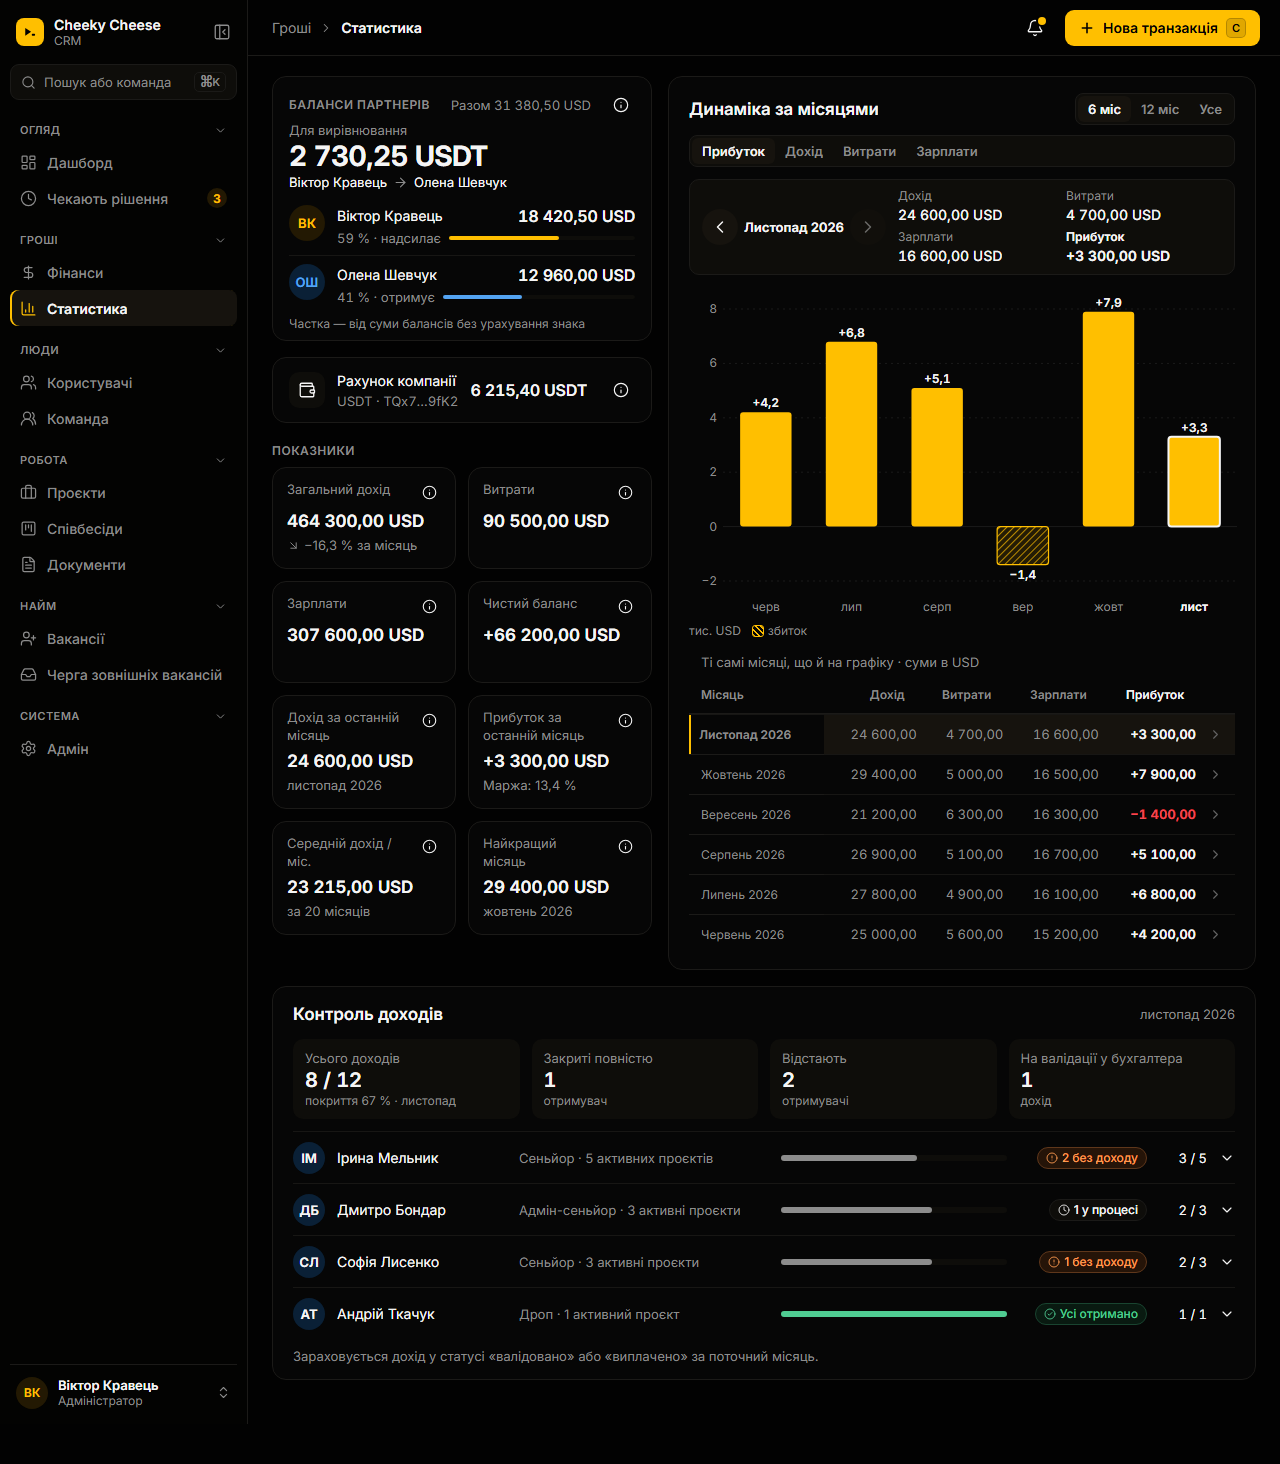 Cheeky Cheese
CRM
Пошук або команда ⌘K
ОГЛЯД
Дашборд
Чекають рішення 3
ГРОШІ
Фінанси
Статистика
ЛЮДИ
Користувачі
Команда
РОБОТА
Проєкти
Співбесіди
Документи
НАЙМ
Вакансії
Черга зовнішніх вакансій
СИСТЕМА
Адмін
ВК Віктор Кравець
Адміністратор
Гроші Статистика
Нова транзакція C
БАЛАНСИ ПАРТНЕРІВ Разом 31 380,50 USD
Для вирівнювання
2 730,25 USDT
Віктор Кравець → Олена Шевчук
ВК Віктор Кравець 18 420,50 USD
59 % · надсилає
ОШ Олена Шевчук 12 960,00 USD
41 % · отримує
Частка — від суми балансів без урахування знака
Рахунок компанії 6 215,40 USDT
USDT · TQx7…9fK2
ПОКАЗНИКИ
Загальний дохід
464 300,00 USD
−16,3 % за місяць
Витрати
90 500,00 USD
Зарплати
307 600,00 USD
Чистий баланс
+66 200,00 USD
Дохід за останній
місяць
24 600,00 USD
листопад 2026
Прибуток за
останній місяць
+3 300,00 USD
Маржа: 13,4 %
Середній дохід /
міс.
23 215,00 USD
за 20 місяців
Найкращий
місяць
29 400,00 USD
жовтень 2026
Динаміка за місяцями 6 міс 12 міс Усе
Прибуток Дохід Витрати Зарплати
Листопад 2026
Дохід
24 600,00 USD
Витрати
4 700,00 USD
Зарплати
16 600,00 USD
Прибуток
+3 300,00 USD
8
6
4
2
0
−2
+4,2
+6,8
+5,1
−1,4
+7,9
+3,3
черв лип серп вер жовт лист
тис. USD збиток
Ті самі місяці, що й на графіку · суми в USD
Місяць Дохід Витрати Зарплати Прибуток
Листопад 2026 24 600,00 4 700,00 16 600,00 +3 300,00
Жовтень 2026 29 400,00 5 000,00 16 500,00 +7 900,00
Вересень 2026 21 200,00 6 300,00 16 300,00 −1 400,00
Серпень 2026 26 900,00 5 100,00 16 700,00 +5 100,00
Липень 2026 27 800,00 4 900,00 16 100,00 +6 800,00
Червень 2026 25 000,00 5 600,00 15 200,00 +4 200,00
Контроль доходів листопад 2026
Усього доходів
8 / 12
покриття 67 % · листопад
Закриті повністю
1
отримувач
Відстають
2
отримувачі
На валідації у бухгалтера
1
дохід
ІМ Ірина Мельник Сеньйор · 5 активних проєктів 2 без доходу 3 / 5
ДБ Дмитро Бондар Адмін-сеньйор · 3 активні проєкти 1 у процесі 2 / 3
СЛ Софія Лисенко Сеньйор · 3 активні проєкти 1 без доходу 2 / 3
АТ Андрій Ткачук Дроп · 1 активний проєкт Усі отримано 1 / 1
Зараховується дохід у статусі «валідовано» або «виплачено» за поточний місяць.